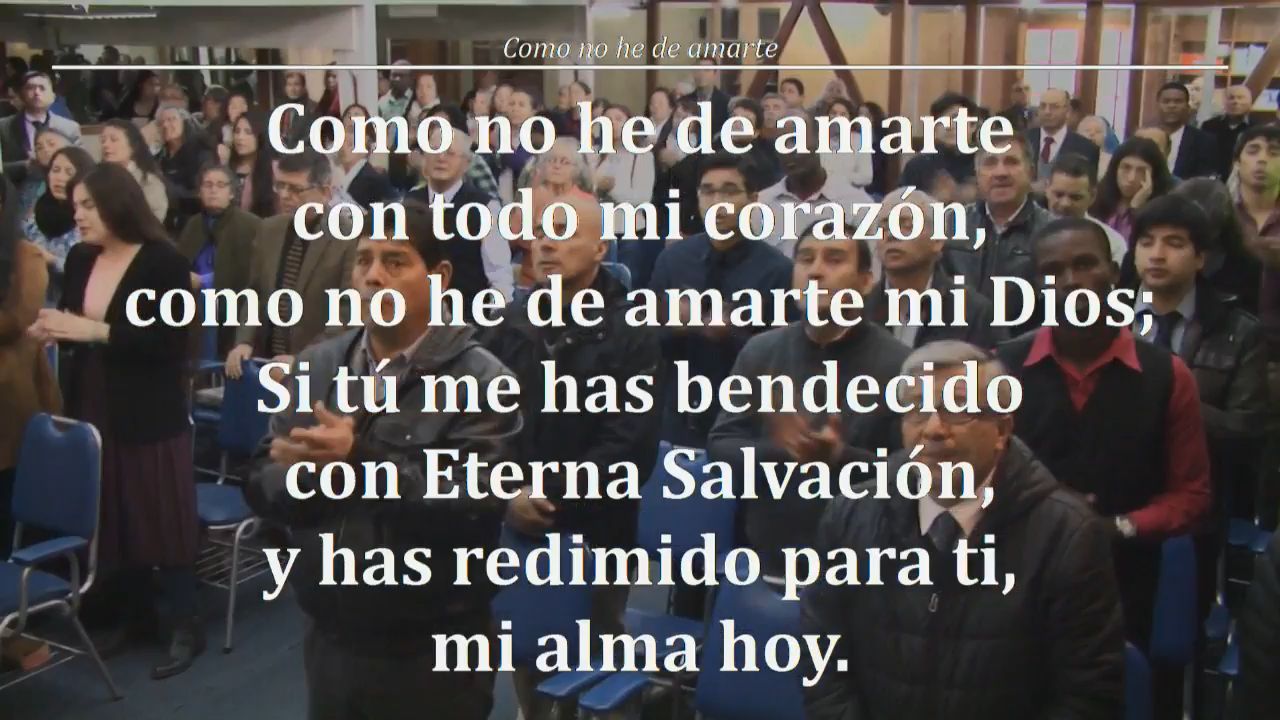 Como no he de amarte
Como no he de amarte
con todo mi corazón,
como no he de amarte mi Dios;
Si tú me has bendecido
con Eterna Salvación,
y has redimido para ti,
mi alma hoy.